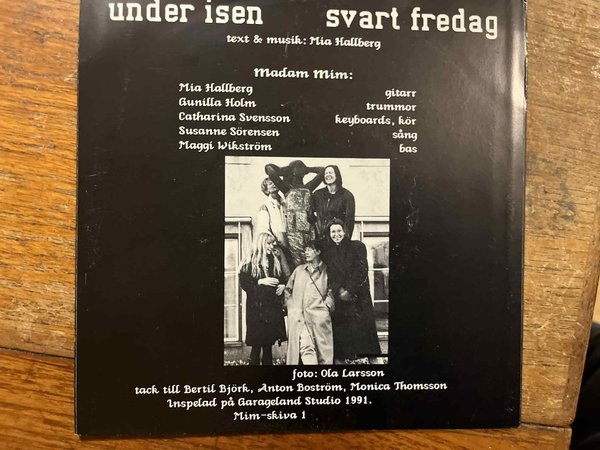 under isen svart fredag
text & musik: Mia Hallberg
Madam Mim:
Mia Hallberg gitarr
Gunilla Holm trummor
Catharina Svensson keyboards, kör
Susanne Sörensen sång
Maggi Wikström bas
foto: Ola Larsson
tack till Bertil Björk, Anton Boström, Monica Thomsson
Inspelad på Garageland Studio 1991.
Mim-skiva 1